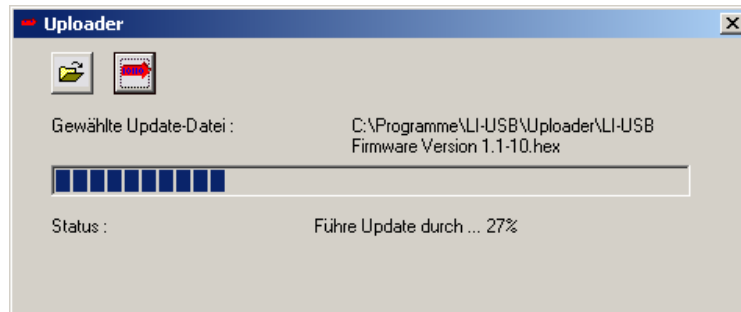 Uploader
Gewählte Update-Datei :
C:\Programme\LI-USB\Uploader\LI-USB
Firmware Version 1.1-10.hex
Status :
Führe Update durch ... 27%